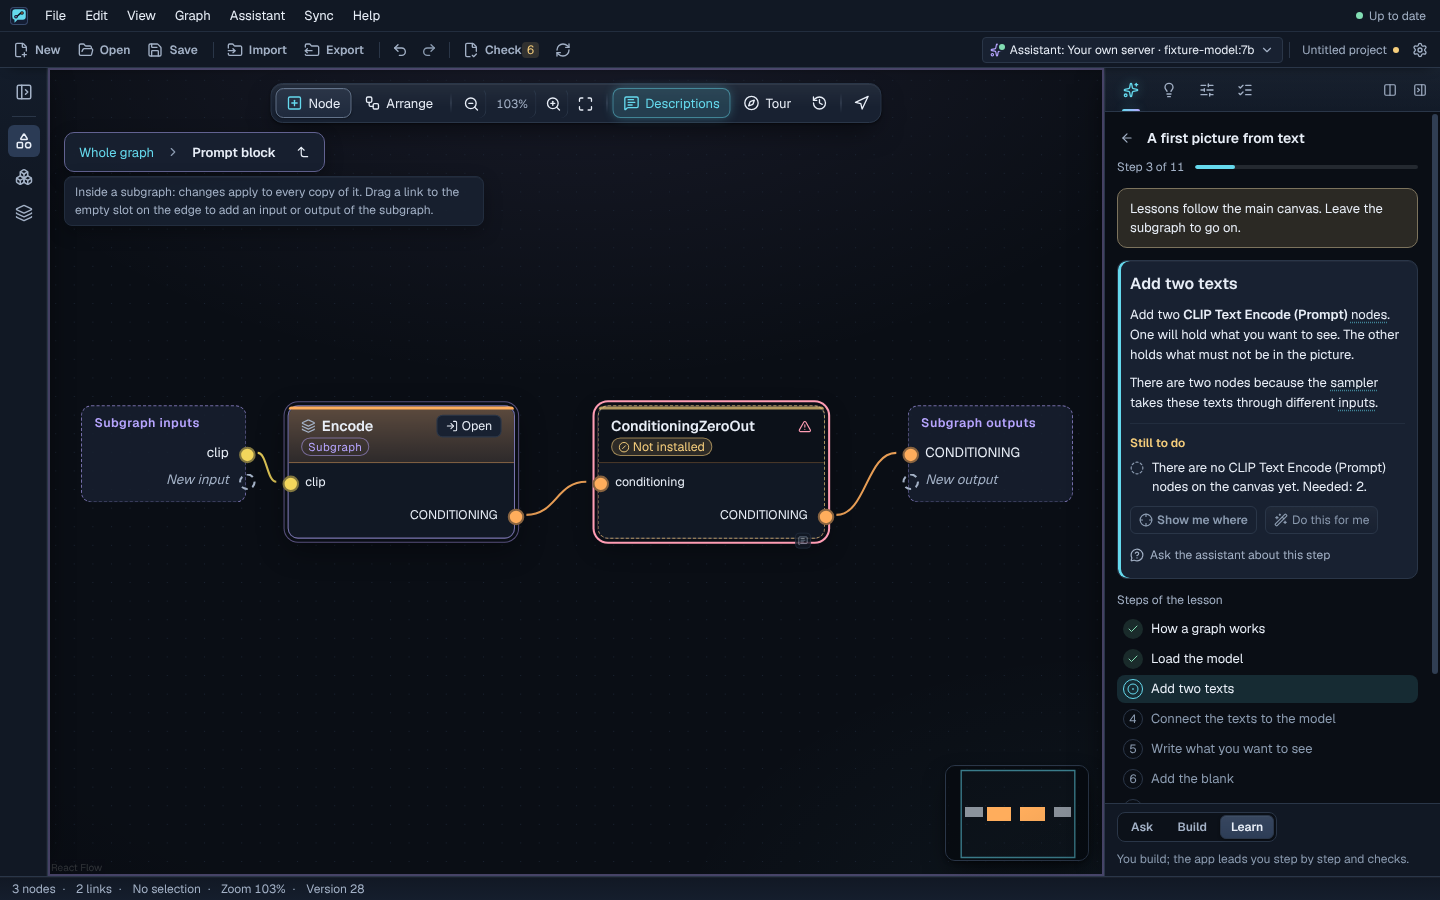 File Edit View Graph Assistant Sync Help
Up to date
New Open Save Import Export Check 6
Assistant: Your own server · fixture-model:7b
Untitled project
Node Arrange 103% Descriptions Tour
Whole graph Prompt block
Inside a subgraph: changes apply to every copy of it. Drag a link to the
empty slot on the edge to add an input or output of the subgraph.
Subgraph inputs
clip
New input
Encode
Open
Subgraph
clip
CONDITIONING
ConditioningZeroOut
Not installed
conditioning
CONDITIONING
Subgraph outputs
CONDITIONING
New output
React Flow
A first picture from text
Step 3 of 11
Lessons follow the main canvas. Leave the
subgraph to go on.
Add two texts
Add two CLIP Text Encode (Prompt) nodes.
One will hold what you want to see. The other
holds what must not be in the picture.
There are two nodes because the sampler
takes these texts through different inputs.
Still to do
There are no CLIP Text Encode (Prompt)
nodes on the canvas yet. Needed: 2.
Show me where
Do this for me
Ask the assistant about this step
Steps of the lesson
How a graph works
Load the model
Add two texts
4 Connect the texts to the model
5 Write what you want to see
6 Add the blank
Ask Build Learn
You build; the app leads you step by step and checks.
3 nodes · 2 links · No selection · Zoom 103% · Version 28